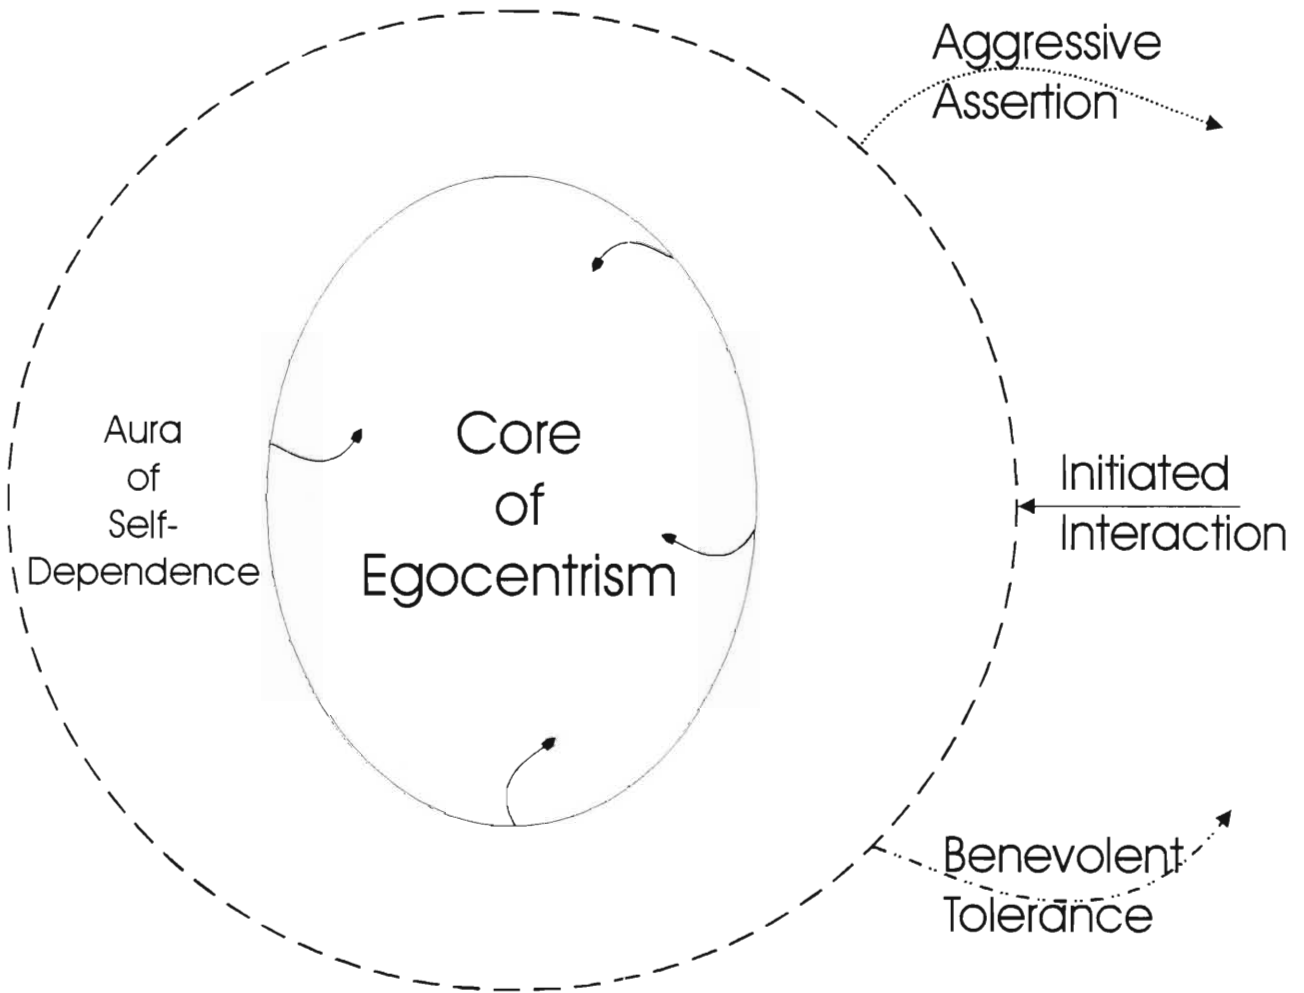 Aggressive
Assertion
Aura
of
Self-
Dependence
Core
of
Egocentrism
Initiated
Interaction
Benevolent
Tolerance